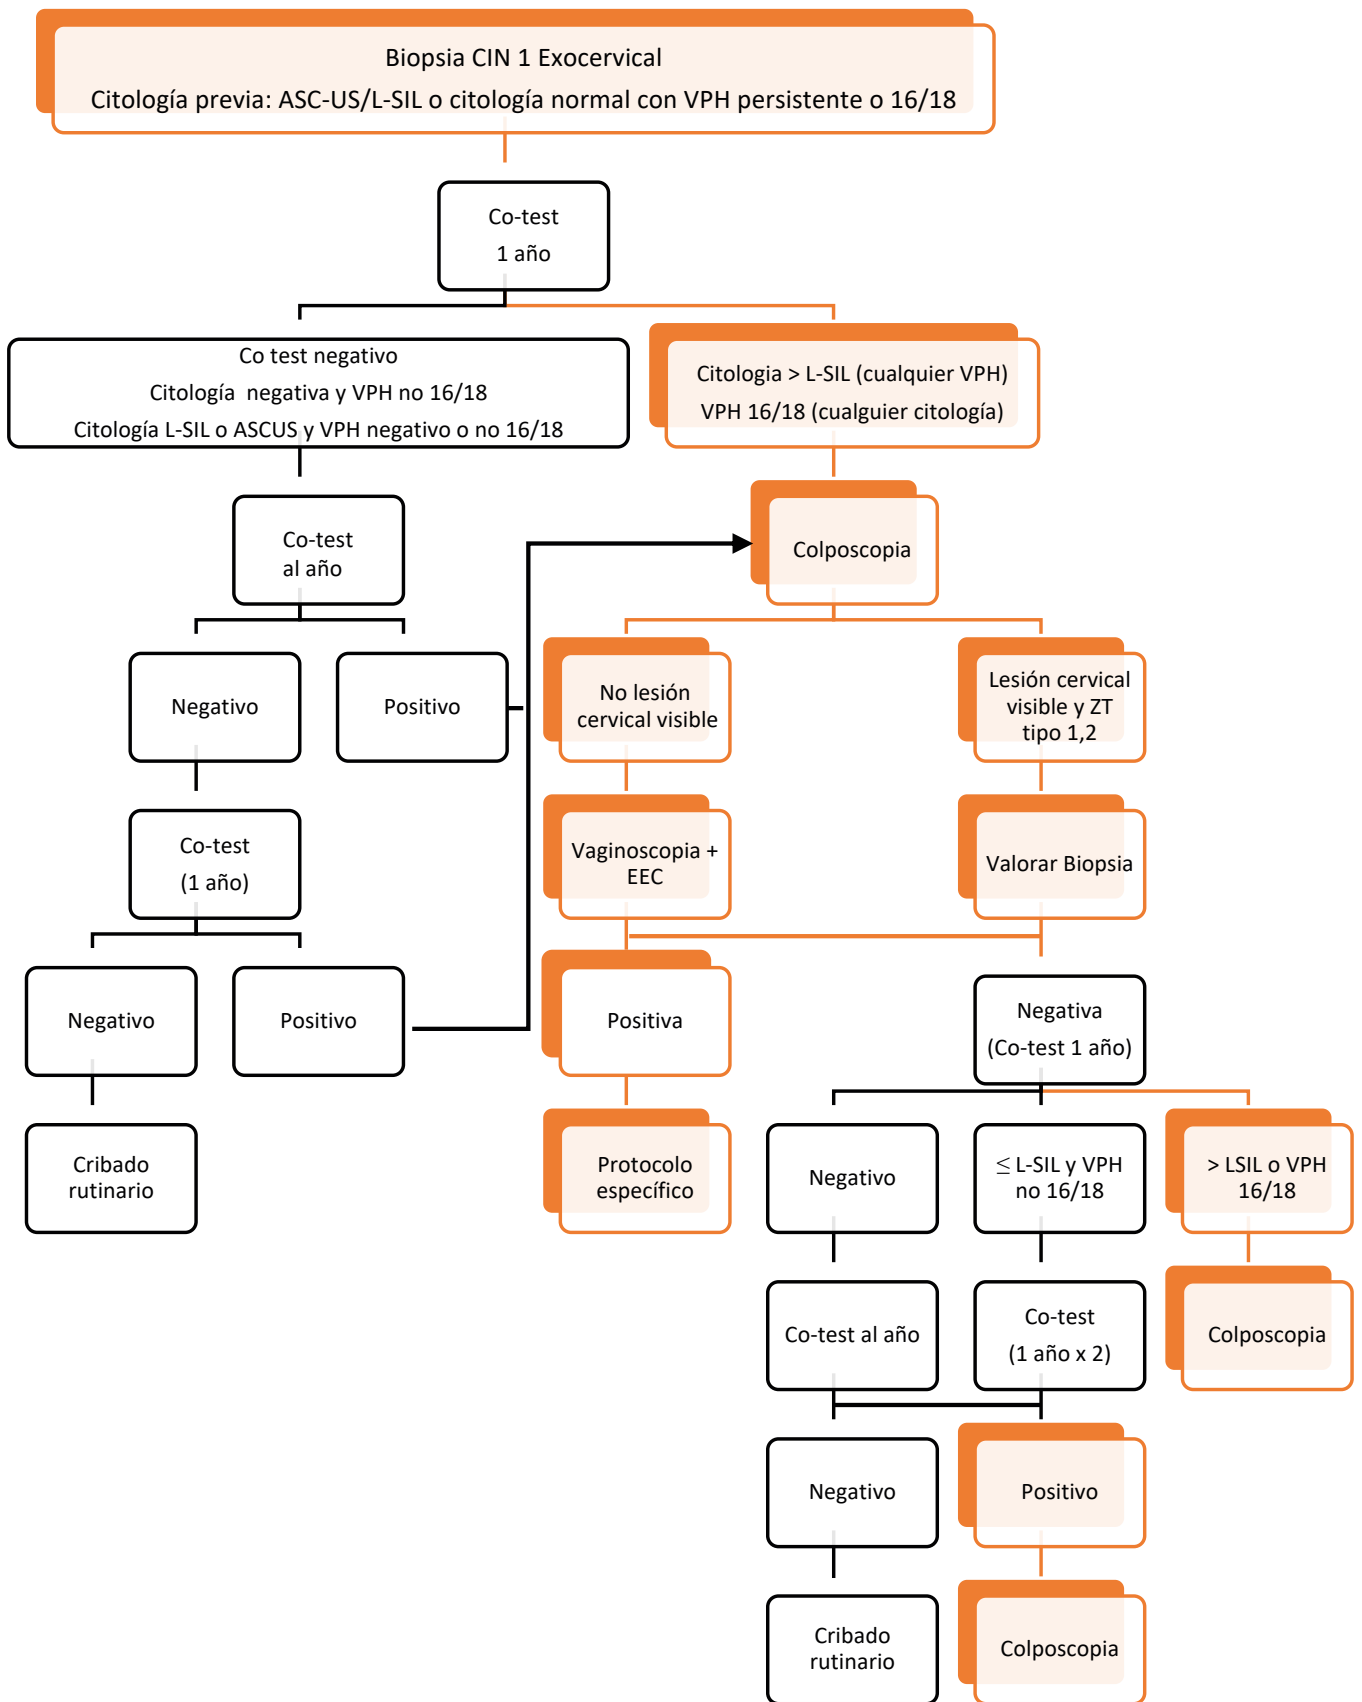 Biopsia CIN 1 Exocervical
Citología previa: ASC-US/L-SIL o citología normal con VPH persistente o 16/18
Co-test
1 año
Co test negativo
Citología negativa y VPH no 16/18
Citología L-SIL o ASCUS y VPH negativo o no 16/18
Citologia > L-SIL (cualquier VPH)
VPH 16/18 (cualguier citología)
Co-test
al año
Colposcopia
Negativo
Positivo
No lesión
cervical visible
Lesión cervical
visible y ZT
tipo 1,2
Co-test
(1 año)
Vaginoscopia +
EEC
Valorar Biopsia
Negativo
Positivo
Positiva
Negativa
(Co-test 1 año)
Cribado
rutinario
Protocolo
específico
Negativo
≤ L-SIL y VPH
no 16/18
> LSIL o VPH
16/18
Co-test al año
Co-test
(1 año x 2)
Colposcopia
Negativo
Positivo
Cribado
rutinario
Colposcopia